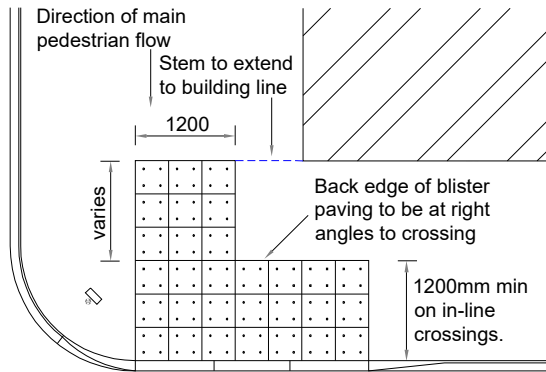 Direction of main
pedestrian flow
Stem to extend
to building line
1200
varies
Back edge of blister
paving to be at right
angles to crossing
1200mm min
on in-line
crossings.